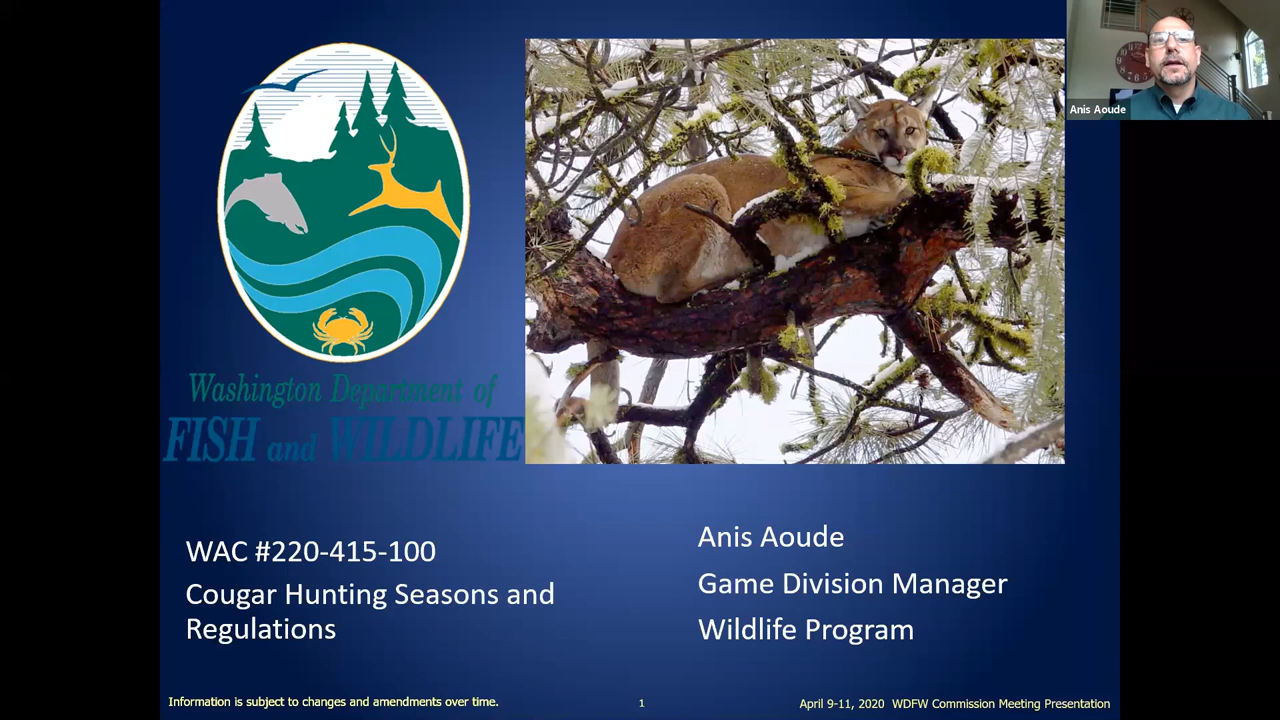 Anis Aoude
Washington Department of
FISH and WILDLIFE
WAC #220-415-100
Cougar Hunting Seasons and
Regulations
Anis Aoude
Game Division Manager
Wildlife Program
Information is subject to changes and amendments over time.
1
April 9-11, 2020 WDFW Commission Meeting Presentation